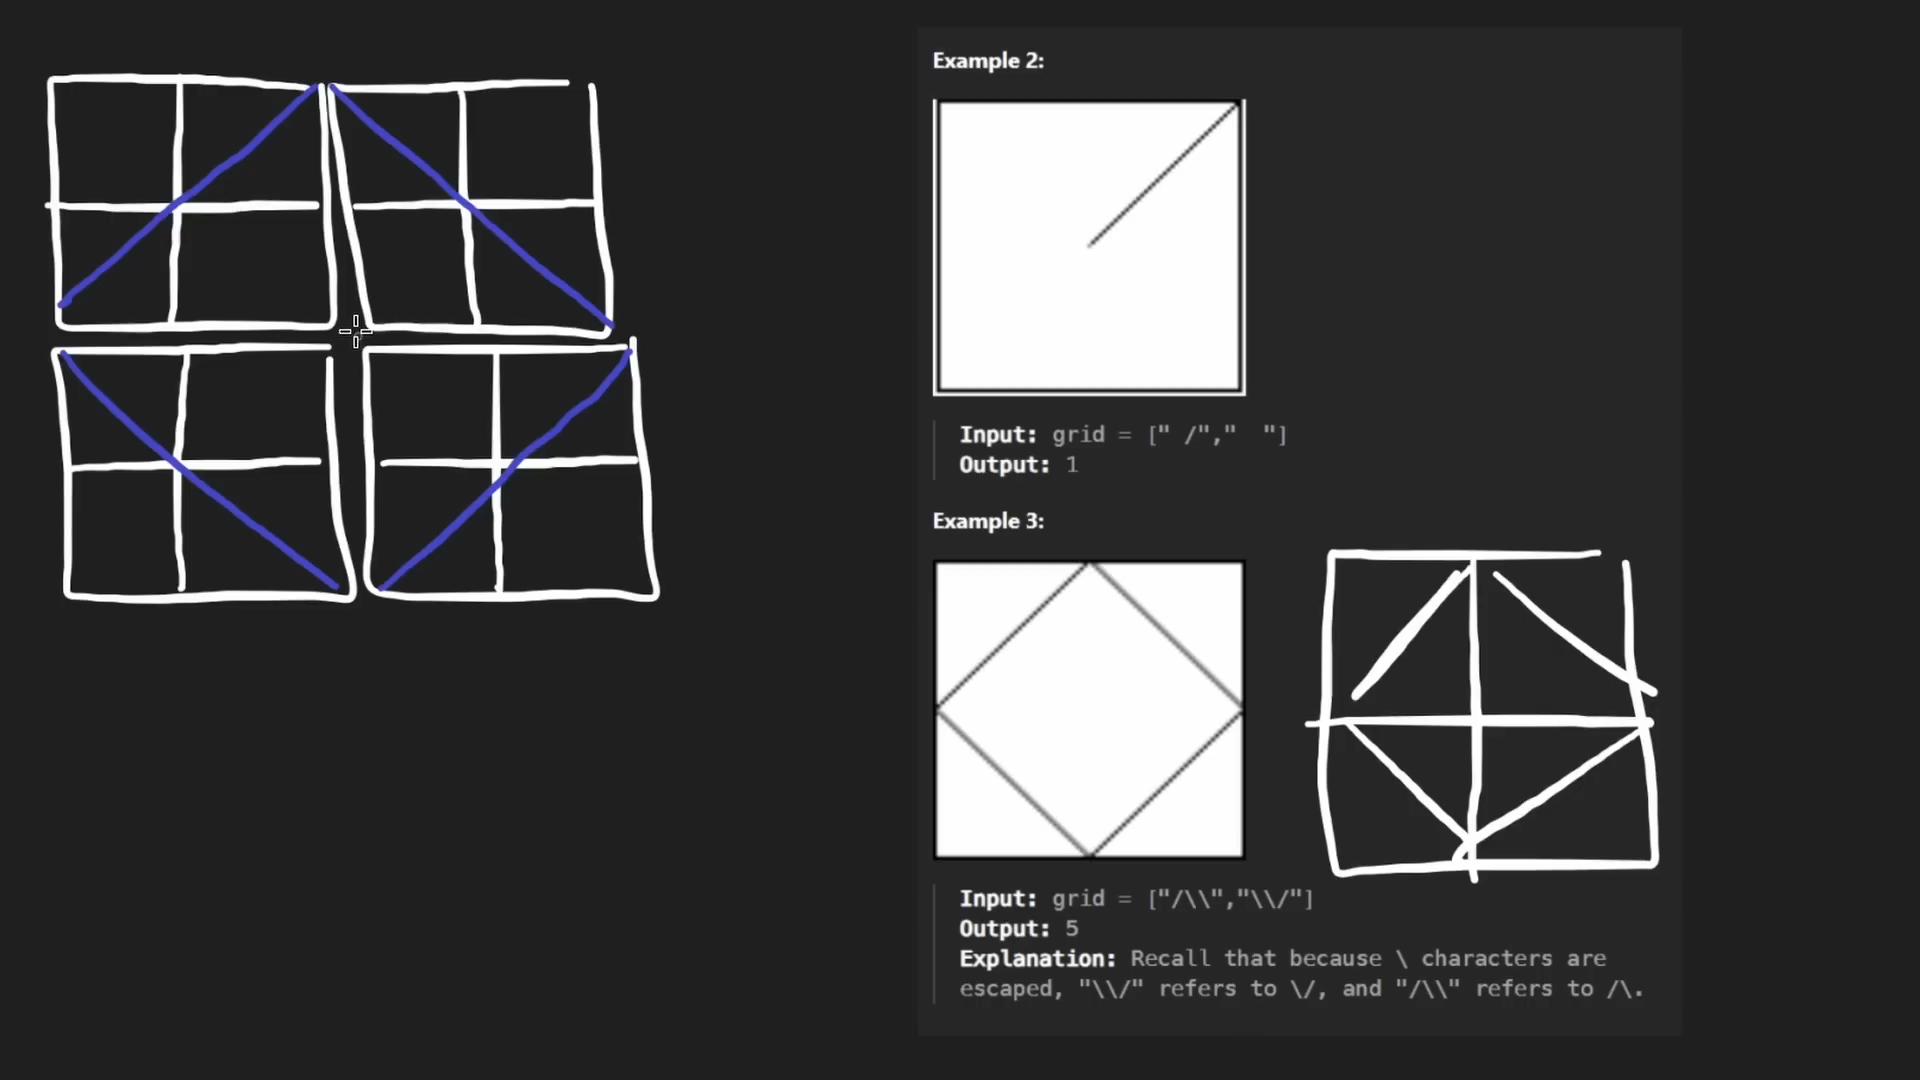 Example 2:
Input: grid = [" /","  "]
Output: 1
Example 3:
Input: grid = ["/\\","\\/"]
Output: 5
Explanation: Recall that because \ characters are
escaped, "\\/" refers to \/, and "/\\" refers to /\.